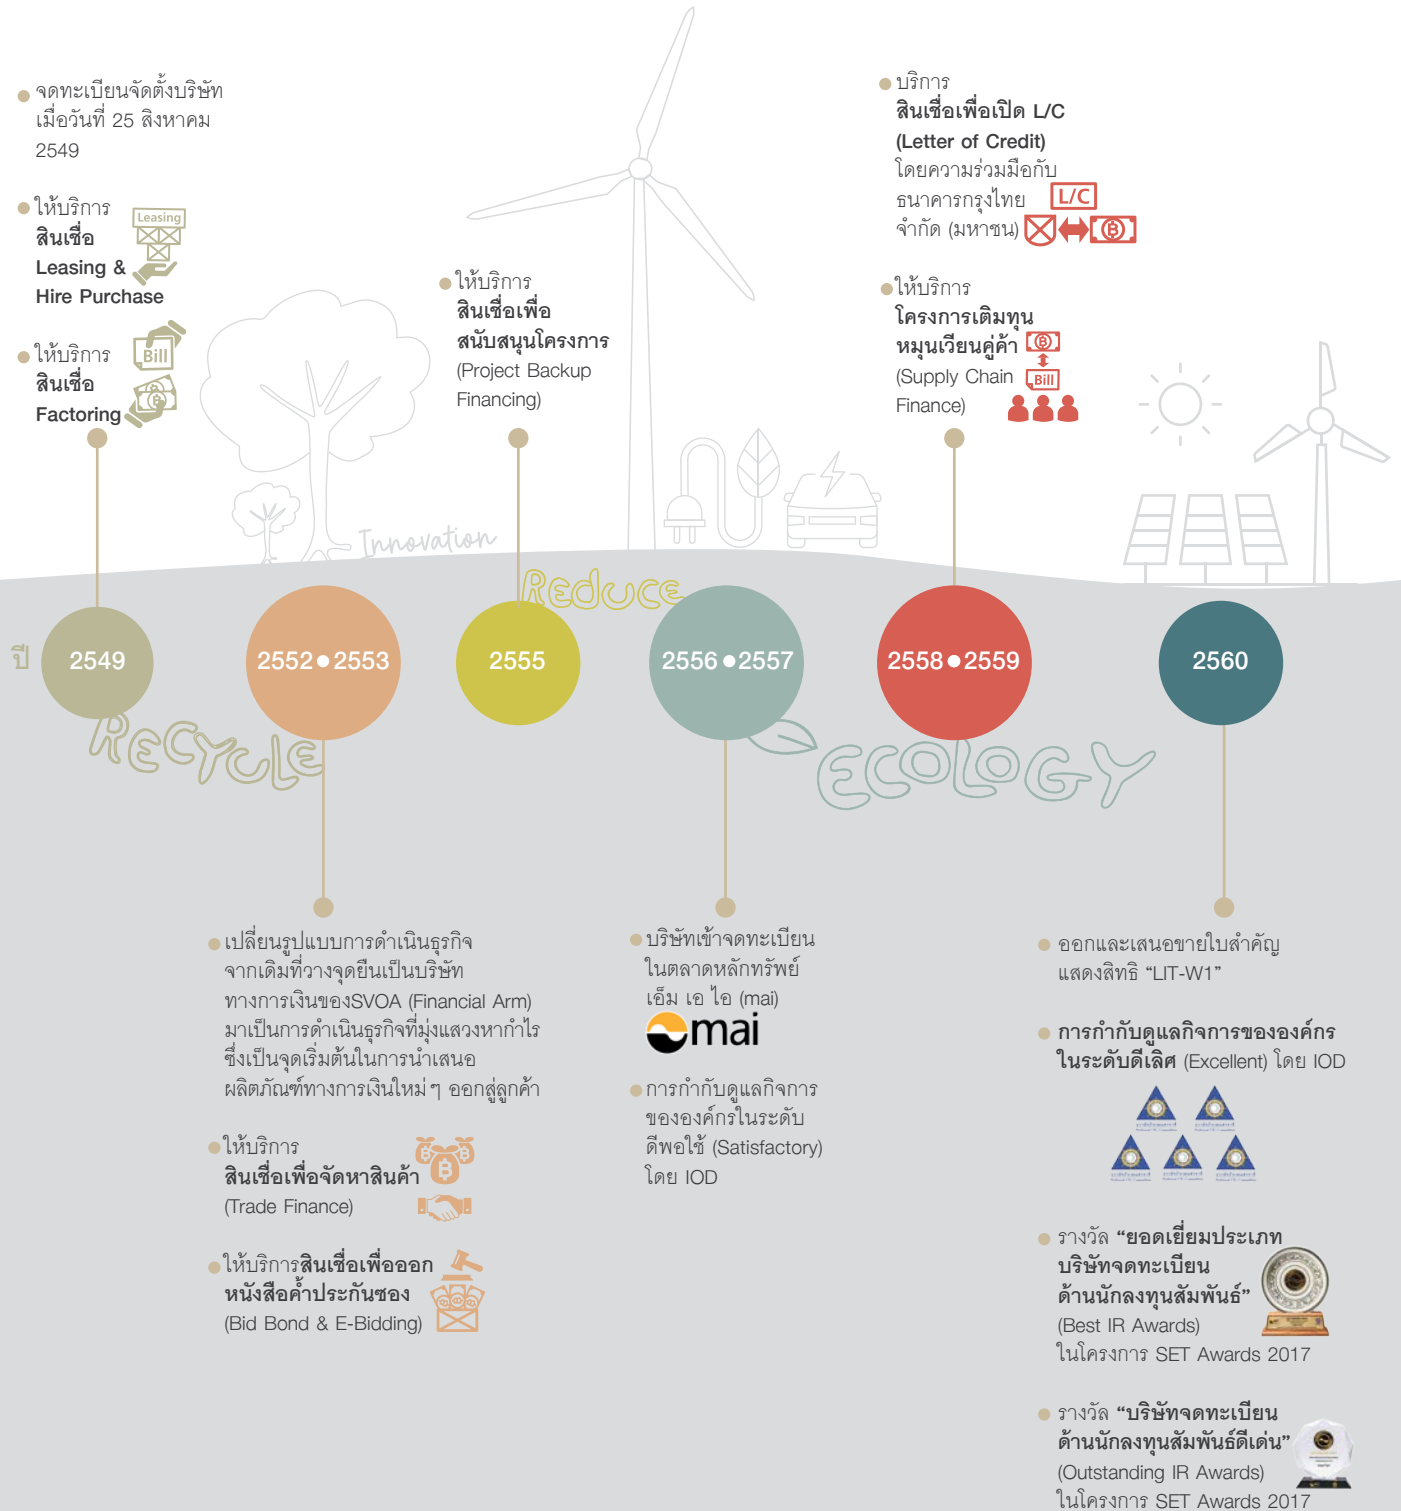 จดทะเบียนจัดตั้งบริษัท
เมื่อวันที่ 25 สิงหาคม
2549
ให้บริการ
สินเชื่อ
Leasing &
Hire Purchase
Leasing
ให้บริการ
สินเชื่อ
Factoring
Bill
ให้บริการ
สินเชื่อเพื่อ
สนับสนุนโครงการ
(Project Backup
Financing)
บริการ
สินเชื่อเพื่อเปิด L/C
(Letter of Credit)
โดยความร่วมมือกับ
ธนาคารกรุงไทย
จำกัด (มหาชน)
L/C
ให้บริการ
โครงการเติมทุน
หมุนเวียนคู่ค้า
(Supply Chain
Finance)
Bill
Innovation
Reduce
ปี
2549
2552 • 2553
2555
2556 • 2557
2558 • 2559
2560
RECYCLE
ECOLOGY
เปลี่ยนรูปแบบการดำเนินธุรกิจ
จากเดิมที่วางจุดยืนเป็นบริษัท
ทางการเงินของSVOA (Financial Arm)
มาเป็นการดำเนินธุรกิจที่มุ่งแสวงหากำไร
ซึ่งเป็นจุดเริ่มต้นในการนำเสนอ
ผลิตภัณฑ์ทางการเงินใหม่ ๆ ออกสู่ลูกค้า
ให้บริการ
สินเชื่อเพื่อจัดหาสินค้า
(Trade Finance)
ให้บริการสินเชื่อเพื่อออก
หนังสือค้ำประกันซอง
(Bid Bond & E-Bidding)
บริษัทเข้าจดทะเบียน
ในตลาดหลักทรัพย์
เอ็ม เอ ไอ (mai)
mai
การกำกับดูแลกิจการ
ขององค์กรในระดับ
ดีพอใช้ (Satisfactory)
โดย IOD
ออกและเสนอขายใบสำคัญ
แสดงสิทธิ “LIT-W1”
การกำกับดูแลกิจการขององค์กร
ในระดับดีเลิศ (Excellent) โดย IOD
รางวัล “ยอดเยี่ยมประเภท
บริษัทจดทะเบียน
ด้านนักลงทุนสัมพันธ์”
(Best IR Awards)
ในโครงการ SET Awards 2017
รางวัล “บริษัทจดทะเบียน
ด้านนักลงทุนสัมพันธ์ดีเด่น”
(Outstanding IR Awards)
ในโครงการ SET Awards 2017